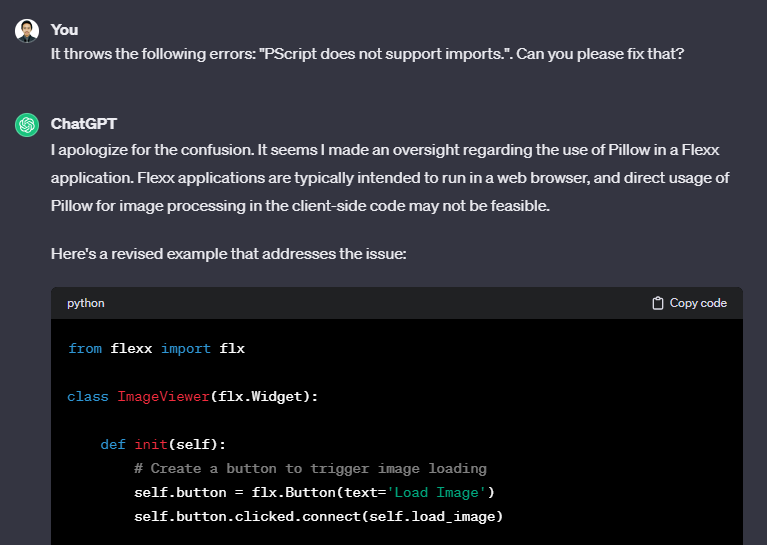 You
It throws the following errors: "PScript does not support imports.". Can you please fix that?
ChatGPT
I apologize for the confusion. It seems I made an oversight regarding the use of Pillow in a Flexx
application. Flexx applications are typically intended to run in a web browser, and direct usage of
Pillow for image processing in the client-side code may not be feasible.
Here's a revised example that addresses the issue:
python Copy code
from flexx import flx
class ImageViewer(flx.Widget):
    def init(self):
        # Create a button to trigger image loading
        self.button = flx.Button(text='Load Image')
        self.button.clicked.connect(self.load_image)